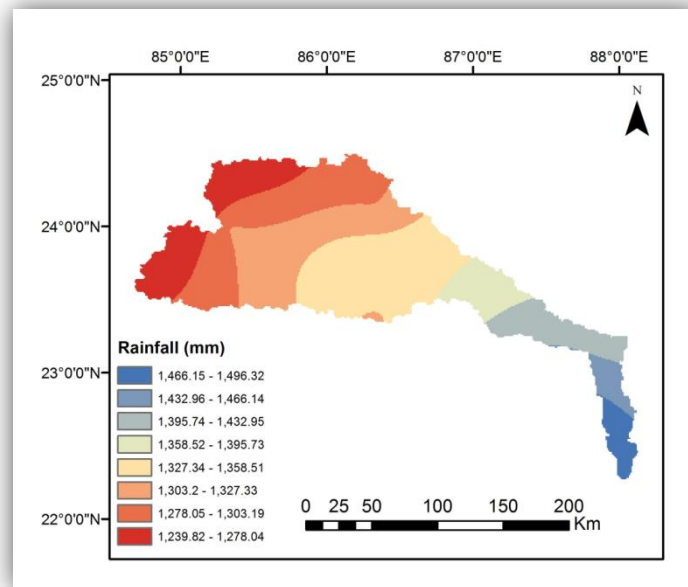 85°0'0"E 86°0'0"E 87°0'0"E 88°0'0"E
25°0'0"N
N
24°0'0"N
23°0'0"N
22°0'0"N
Rainfall (mm)
1,466.15 - 1,496.32
1,432.96 - 1,466.14
1,395.74 - 1,432.95
1,358.52 - 1,395.73
1,327.34 - 1,358.51
1,303.2 - 1,327.33
1,278.05 - 1,303.19
1,239.82 - 1,278.04
0 25 50 100 150 200
Km